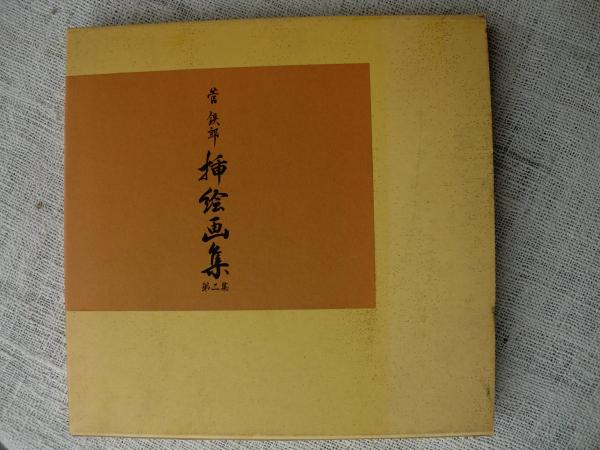 菅 鉄郎
挿絵画集
第二集